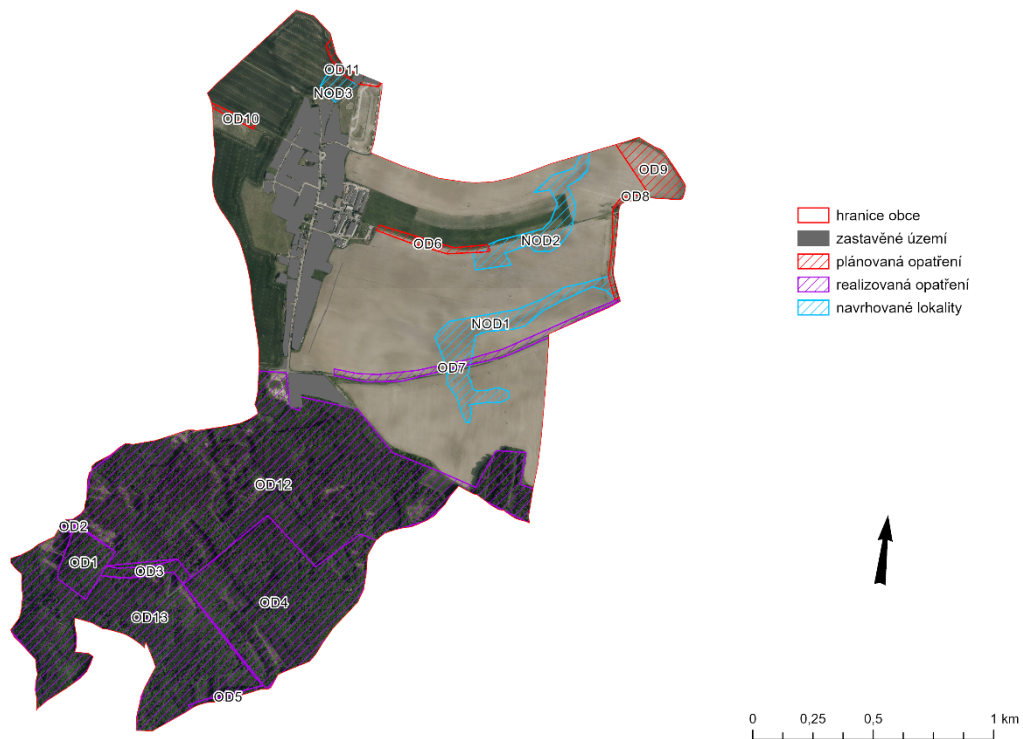 OD11
NOD3
OD10
OD9
OD8
OD6
NOD2
NOD1
OD7
OD12
OD2
OD1
OD3
OD4
OD13
OD5
hranice obce
zastavěné území
plánovaná opatření
realizovaná opatření
navrhované lokality
0 0,25 0,5 1 km